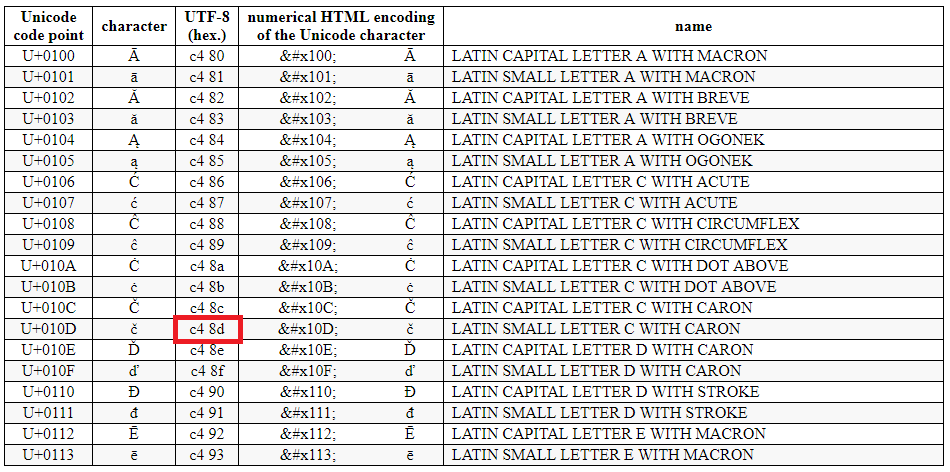 Unicode code point character UTF-8 (hex.) numerical HTML encoding of the Unicode character name
U+0100 Ā c4 80 &#x100; Ā LATIN CAPITAL LETTER A WITH MACRON
U+0101 ā c4 81 &#x101; ā LATIN SMALL LETTER A WITH MACRON
U+0102 Ă c4 82 &#x102; Ă LATIN CAPITAL LETTER A WITH BREVE
U+0103 ă c4 83 &#x103; ă LATIN SMALL LETTER A WITH BREVE
U+0104 Ą c4 84 &#x104; Ą LATIN CAPITAL LETTER A WITH OGONEK
U+0105 ą c4 85 &#x105; ą LATIN SMALL LETTER A WITH OGONEK
U+0106 Ć c4 86 &#x106; Ć LATIN CAPITAL LETTER C WITH ACUTE
U+0107 ć c4 87 &#x107; ć LATIN SMALL LETTER C WITH ACUTE
U+0108 Ĉ c4 88 &#x108; Ĉ LATIN CAPITAL LETTER C WITH CIRCUMFLEX
U+0109 ĉ c4 89 &#x109; ĉ LATIN SMALL LETTER C WITH CIRCUMFLEX
U+010A Ċ c4 8a &#x10A; Ċ LATIN CAPITAL LETTER C WITH DOT ABOVE
U+010B ċ c4 8b &#x10B; ċ LATIN SMALL LETTER C WITH DOT ABOVE
U+010C Č c4 8c &#x10C; Č LATIN CAPITAL LETTER C WITH CARON
U+010D č c4 8d &#x10D; č LATIN SMALL LETTER C WITH CARON
U+010E Ď c4 8e &#x10E; Ď LATIN CAPITAL LETTER D WITH CARON
U+010F ď c4 8f &#x10F; ď LATIN SMALL LETTER D WITH CARON
U+0110 Đ c4 90 &#x110; Đ LATIN CAPITAL LETTER D WITH STROKE
U+0111 đ c4 91 &#x111; đ LATIN SMALL LETTER D WITH STROKE
U+0112 Ē c4 92 &#x112; Ē LATIN CAPITAL LETTER E WITH MACRON
U+0113 ē c4 93 &#x113; ē LATIN SMALL LETTER E WITH MACRON